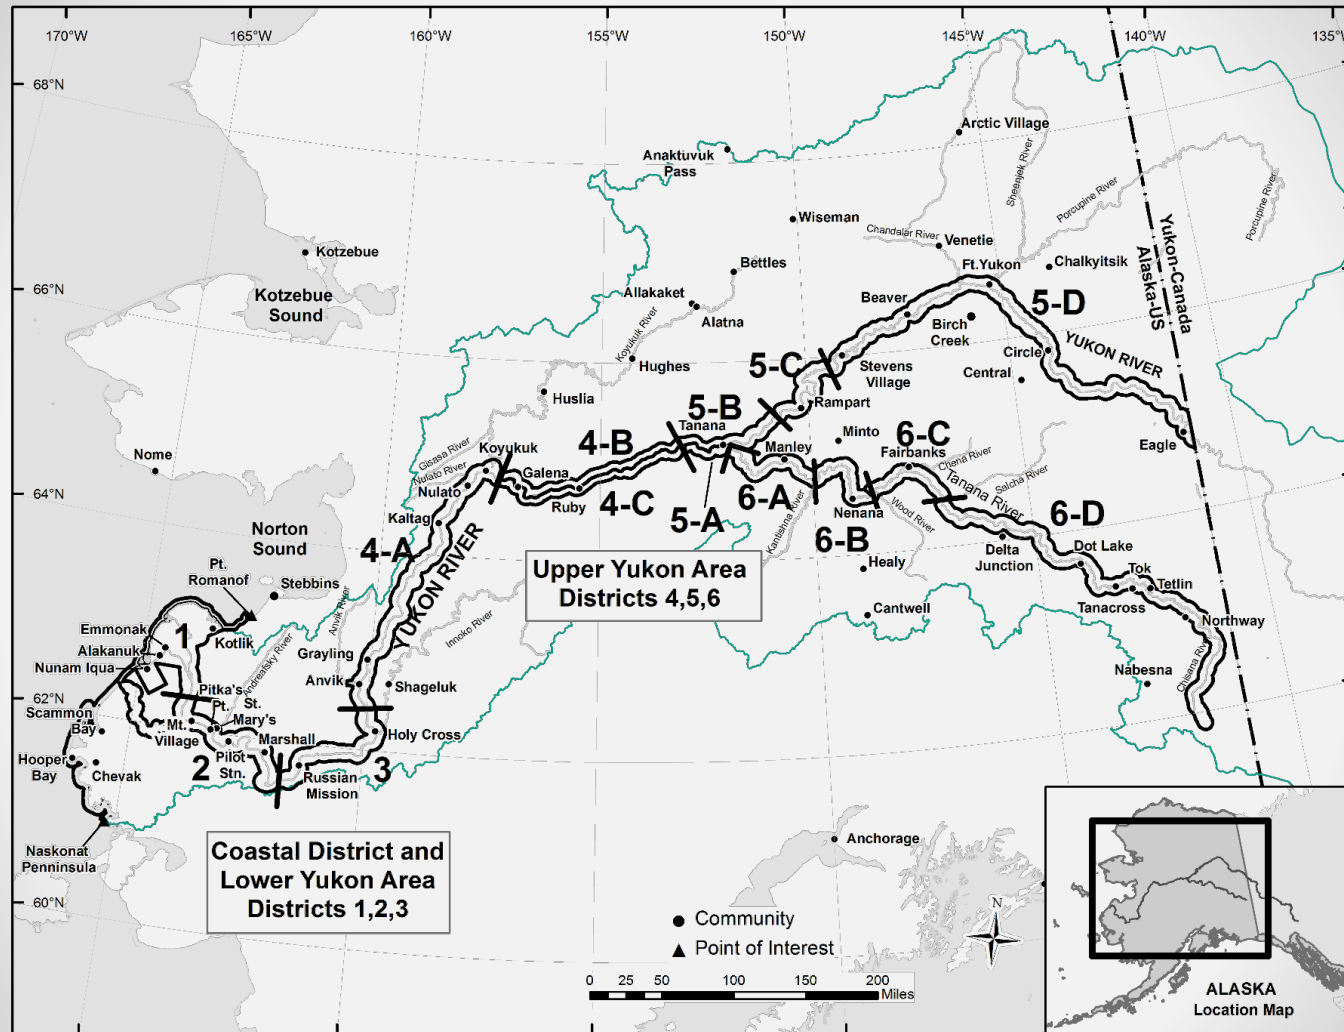 170°W
165°W
160°W
155°W
150°W
145°W
140°W
135°
68°N
66°N
64°N
62°N
60°N
Arctic Village
Anaktuvuk
Pass
Sheenjek River
Porcupine River
Porcupine River
Wiseman
Chandalar River
Venetie
Yukon-Canada
Alaska-US
Kotzebue
Kotzebue
Sound
Bettles
Ft.Yukon
Chalkyitsik
Allakaket
Alatna
Beaver
5-D
Birch
Creek
Koyukuk River
Hughes
5-C
Stevens
Village
Circle
YUKON RIVER
Central
Huslia
5-B
Rampart
Tanana
Minto
6-C
Koyukuk
4-B
Manley
Fairbanks
Eagle
Nome
Gisasa River
Nulato River
Galena
Chena River
Salcha River
Tanana River
Nulato
Ruby
4-C
5-A
6-A
Kantishna River
Nenana
Wood River
6-B
6-D
Kaltag
4-A
YUKON RIVER
Norton
Sound
Delta
Junction
Dot Lake
Healy
Tok
Tetlin
Tanacross
Pt.
Romanof
Stebbins
Upper Yukon Area
Districts 4,5,6
Cantwell
Northway
Emmonak
1
Kotlik
Alakanuk
Nunam Iqua
Andreafsky River
Anvik River
Innoko River
Grayling
Anvik
Shageluk
Nabesna
Chisana Riv
Pitka's
Pt.
St.
Mary's
Scammon
Bay
Mt.
Village
Marshall
Holy Cross
Hooper
Bay
Chevak
2
Pilot
Stn.
3
Russian
Mission
Naskonat
Penninsula
Coastal District and
Lower Yukon Area
Districts 1,2,3
Anchorage
Community
Point of Interest
N
0 25 50 100 150 200
Miles
ALASKA
Location Map